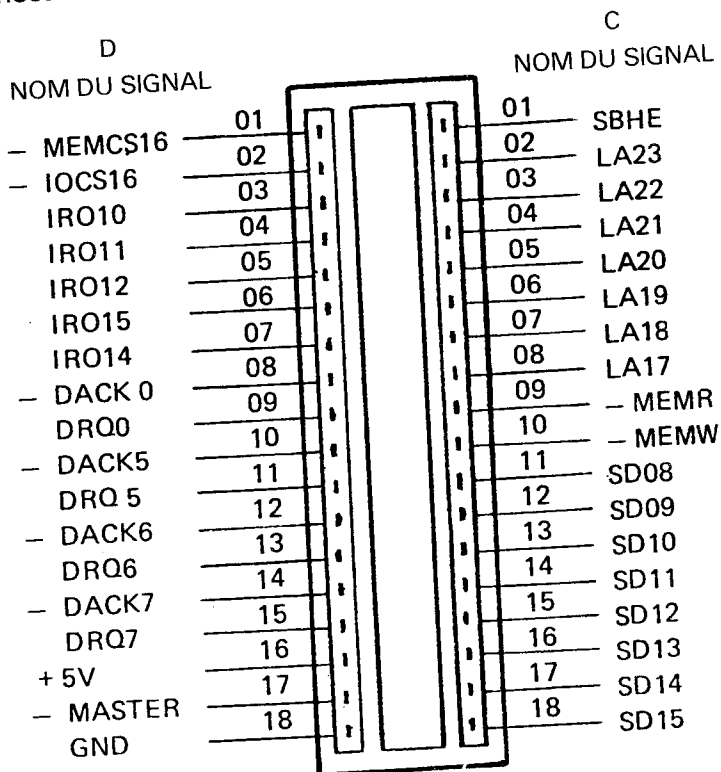 D
NOM DU SIGNAL
C
NOM DU SIGNAL
— MEMCS16 01
— IOCS16 02
IRO10 03
IRO11 04
IRO12 05
IRO15 06
IRO14 07
— DACK 0 08
DRQ0 09
— DACK5 10
DRQ 5 11
— DACK6 12
DRQ6 13
— DACK7 14
DRQ7 15
+ 5V 16
— MASTER 17
GND 18
01 SBHE
02 LA23
03 LA22
04 LA21
05 LA20
06 LA19
07 LA18
08 LA17
09 — MEMR
10 — MEMW
11 SD08
12 SD09
13 SD10
14 SD11
15 SD12
16 SD13
17 SD14
18 SD15